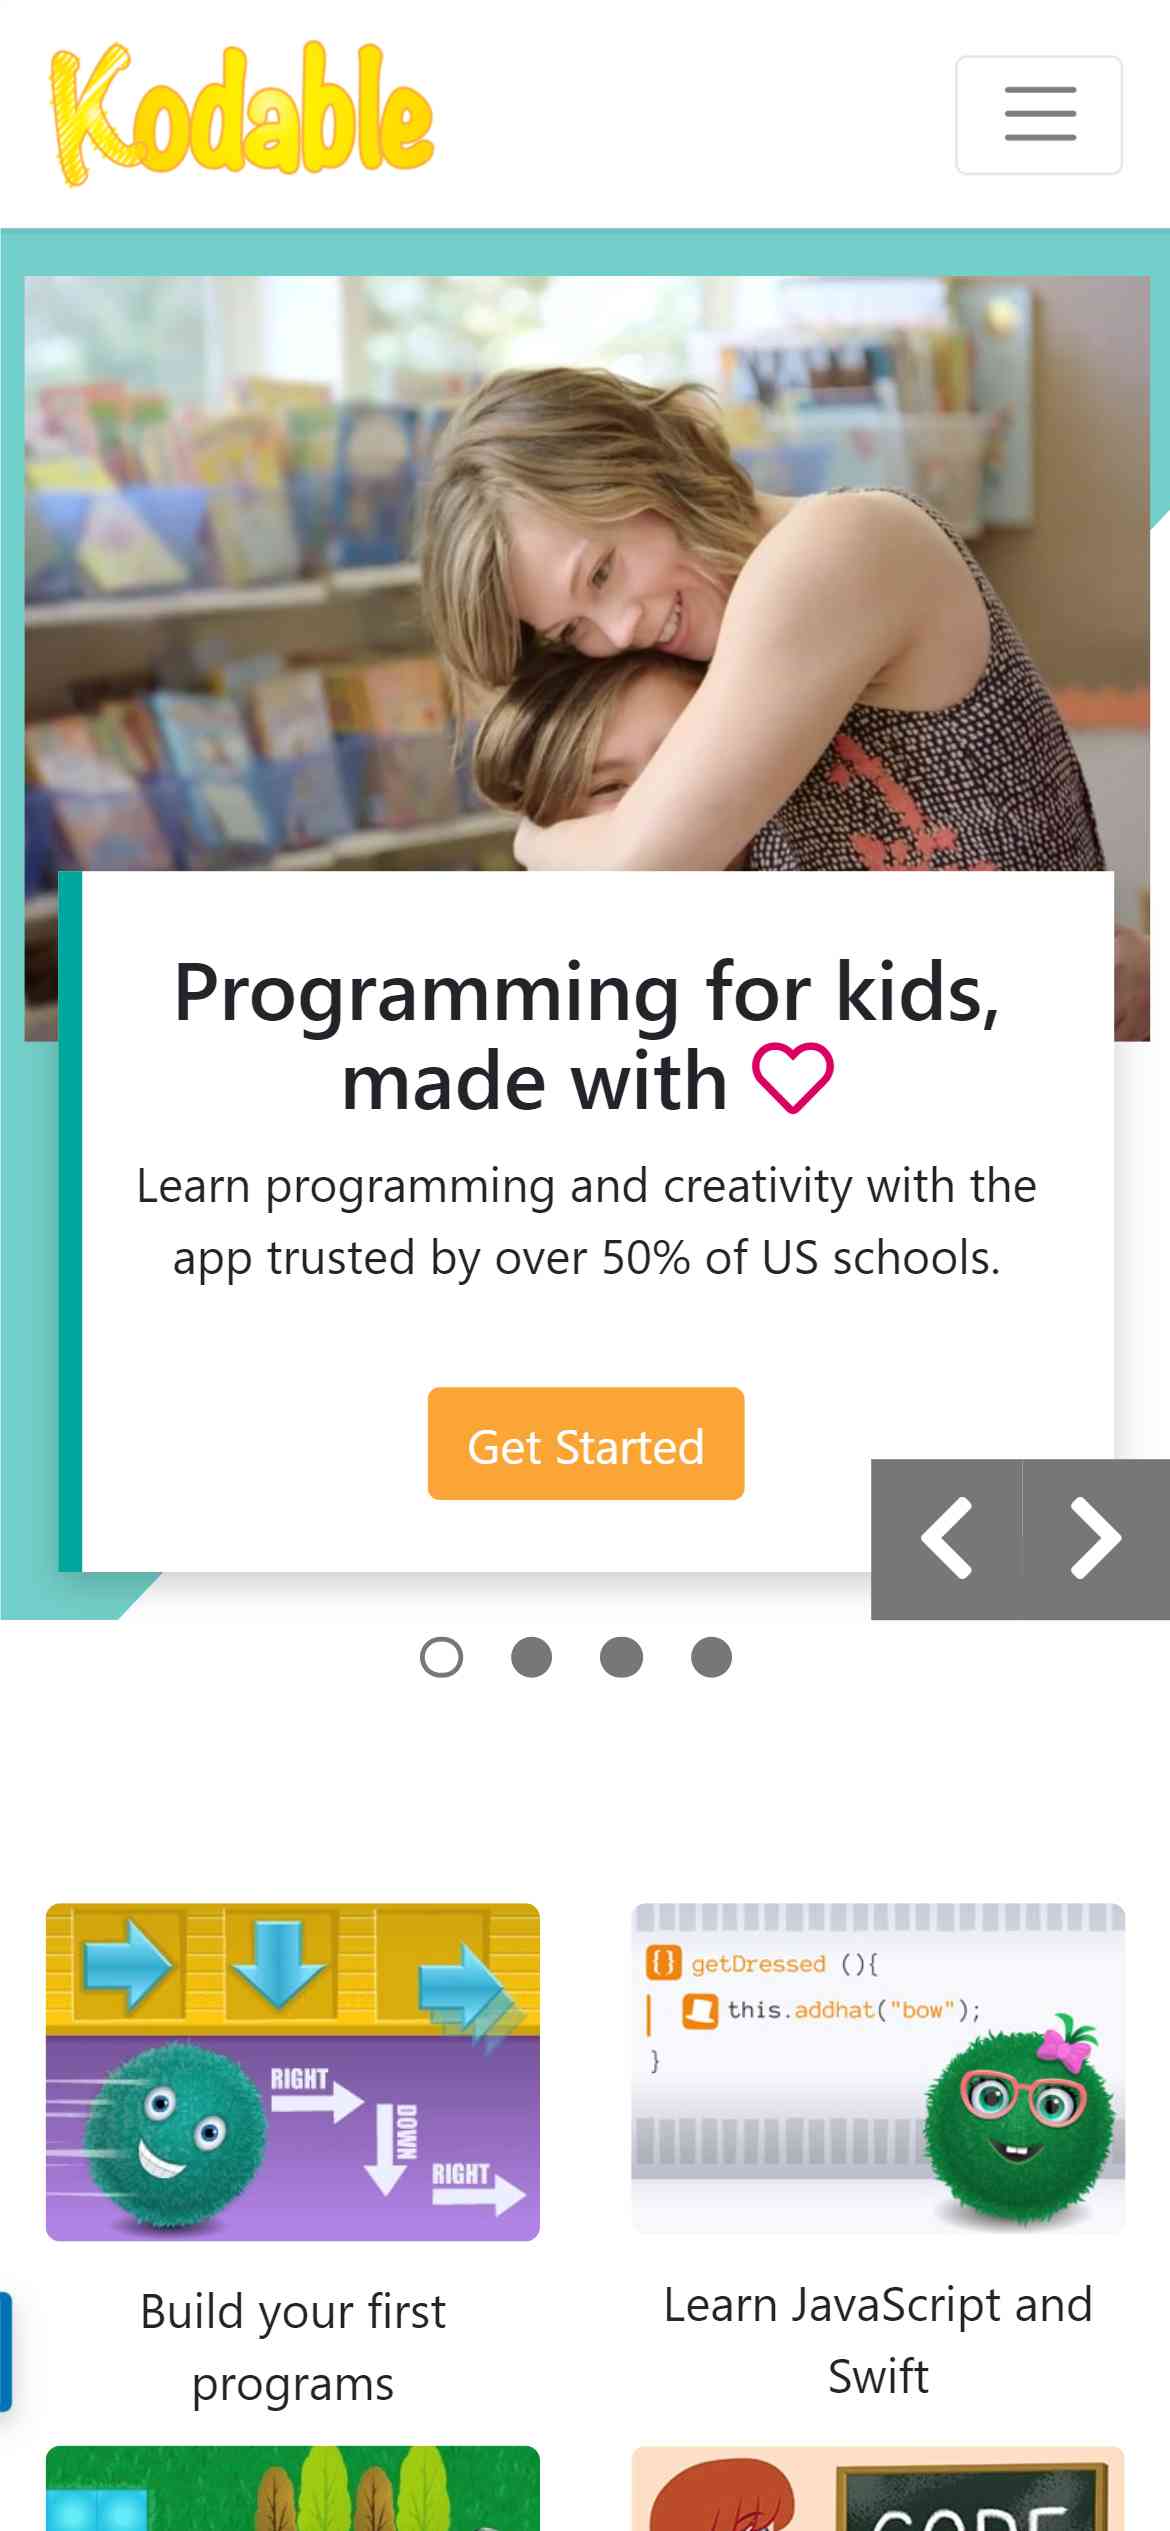 Kodable
Programming for kids,
made with
Learn programming and creativity with the
app trusted by over 50% of US schools.
Get Started
RIGHT
DOWN
RIGHT
{} getDressed (){
this.addhat("bow");
}
Build your first
programs
Learn JavaScript and
Swift
CODE